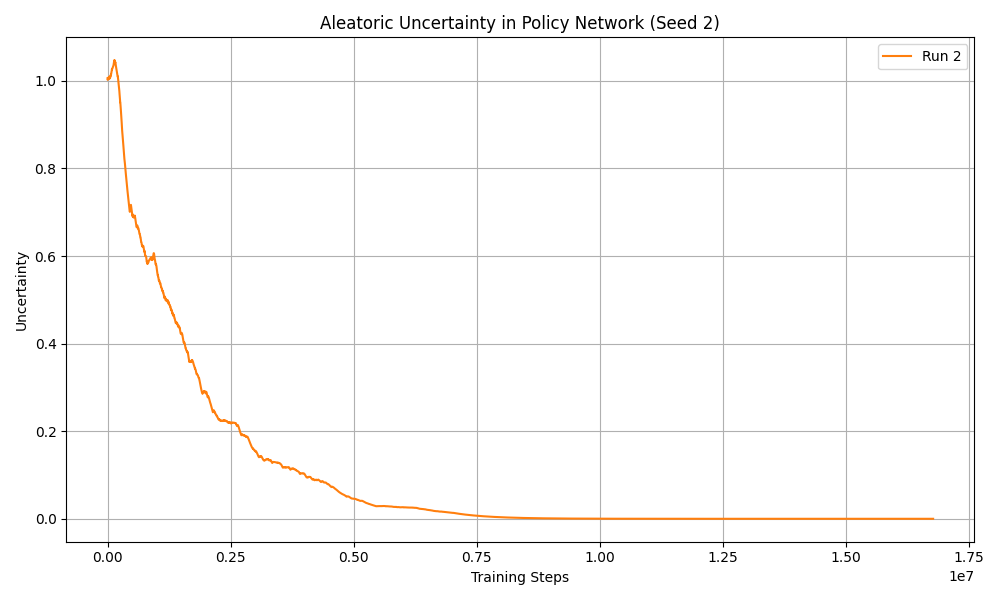 Aleatoric Uncertainty in Policy Network (Seed 2)
Run 2
Uncertainty
1.0
0.8
0.6
0.4
0.2
0.0
0.00 0.25 0.50 0.75 1.00 1.25 1.50 1.75
1e7
Training Steps